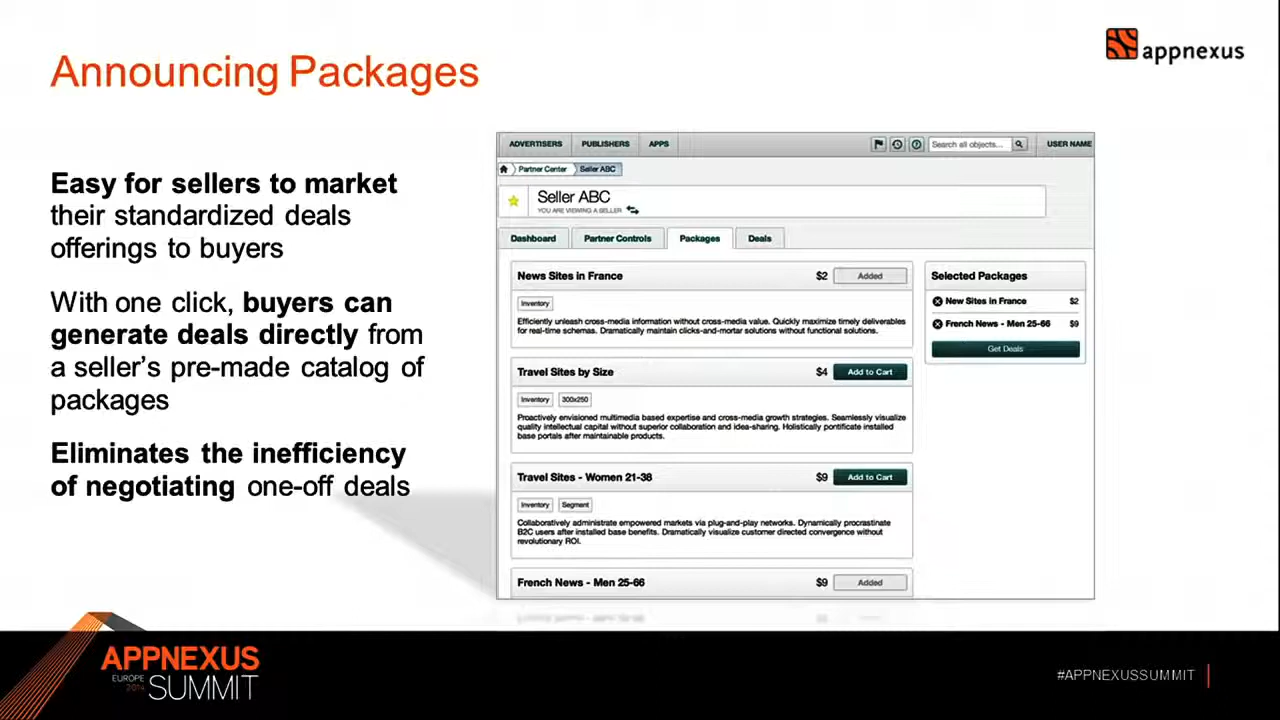 Announcing Packages
appnexus
Easy for sellers to market
their standardized deals
offerings to buyers
With one click, buyers can
generate deals directly from
a seller's pre-made catalog of
packages
Eliminates the inefficiency
of negotiating one-off deals
ADVERTISERS PUBLISHERS APPS Search all objects... USER NAME
Partner Center Seller ABC
Seller ABC
YOU ARE VIEWING A SELLER
Dashboard Partner Controls Packages Deals
News Sites in France $2 Added
Inventory
Efficiently unleash cross-media information without cross-media value. Quickly maximize timely deliverables
for real-time schemas. Dramatically maintain clicks-and-mortar solutions without functional solutions.
Travel Sites by Size $4 Add to Cart
Inventory 300x250
Proactively envisioned multimedia based expertise and cross-media growth strategies. Seamlessly visualize
quality intellectual capital without superior collaboration and idea-sharing. Holistically pontificate installed
base portals after maintainable products.
Travel Sites - Women 21-38 $9 Add to Cart
Inventory Segment
Collaboratively administrate empowered markets via plug-and-play networks. Dynamically procrastinate
B2C users after installed base benefits. Dramatically visualize customer directed convergence without
revolutionary ROI.
French News - Men 25-66 $9 Added
Selected Packages
New Sites in France $2
French News - Men 25-66 $9
Get Deals
APPNEXUS
EUROPE
2014
SUMMIT
#APPNEXUSSUMMIT